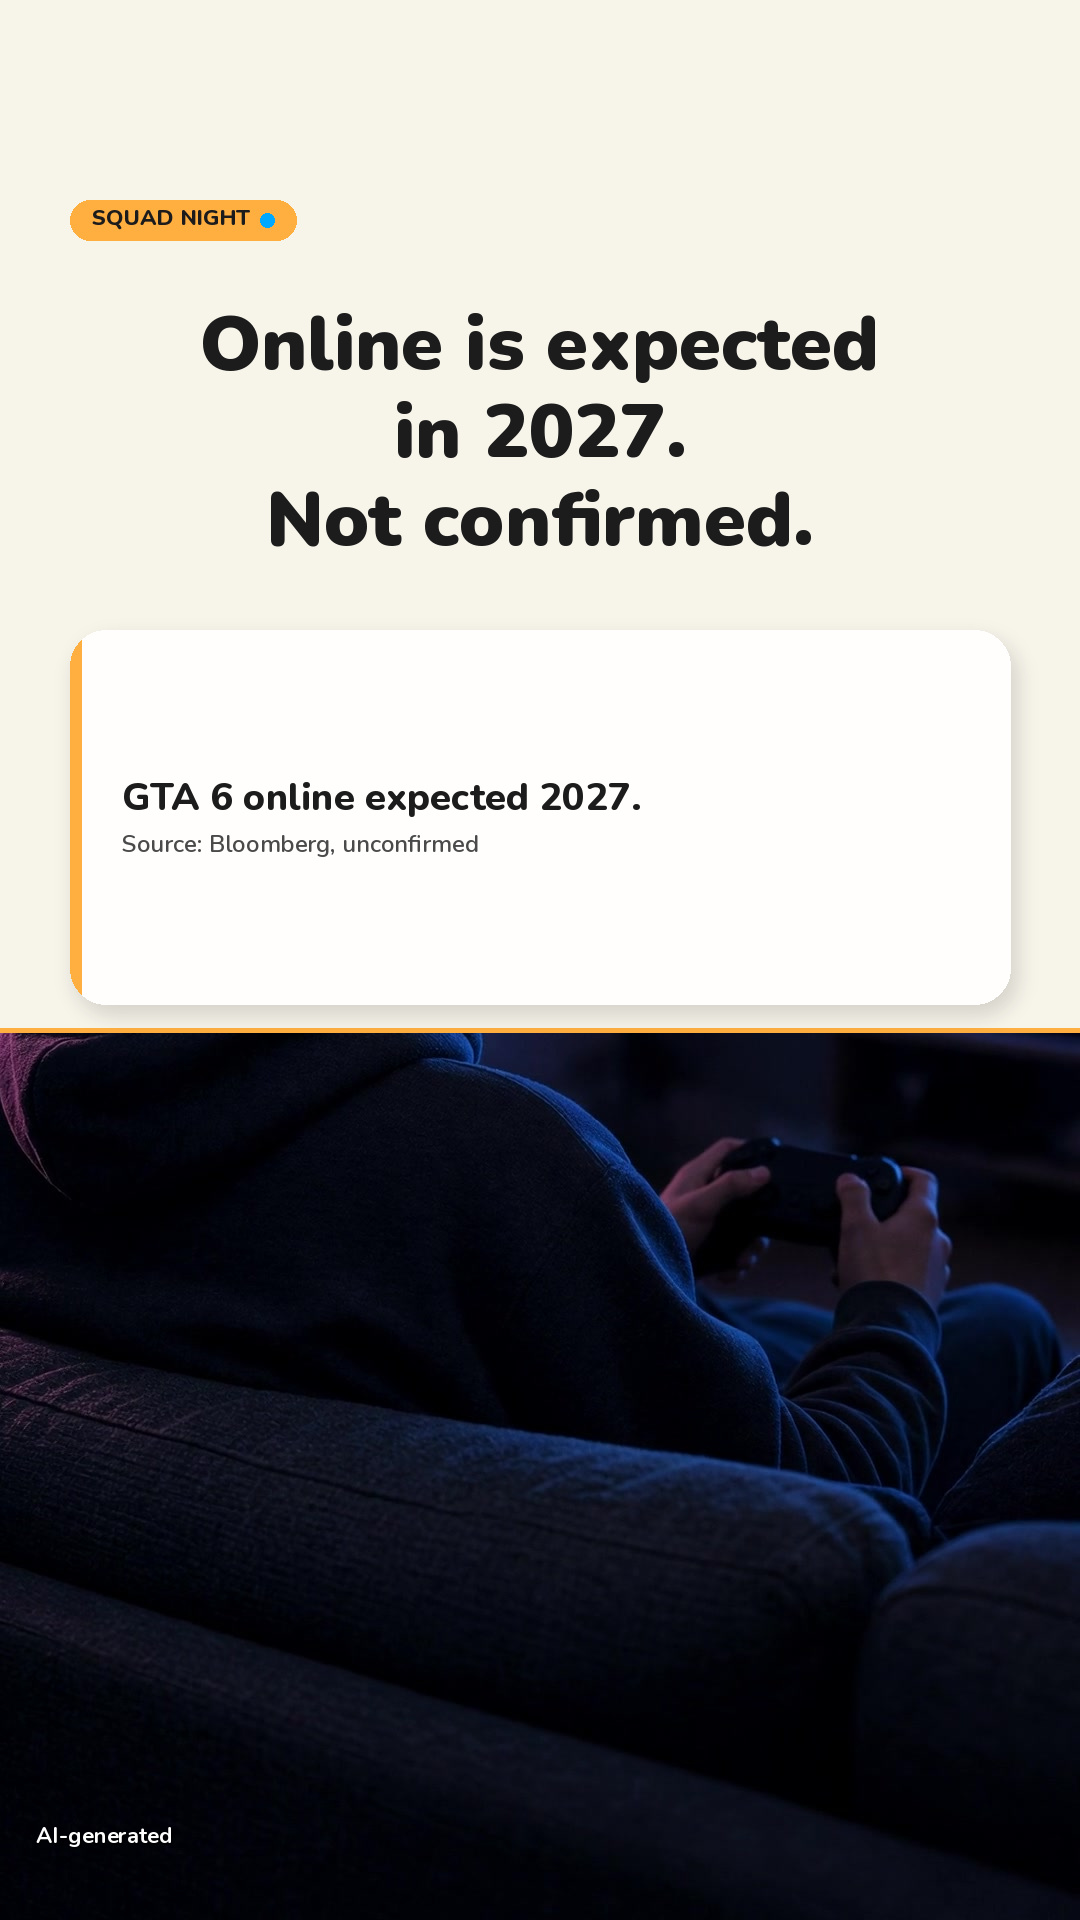 SQUAD NIGHT
Online is expected
in 2027.
Not confirmed.
GTA 6 online expected 2027.
Source: Bloomberg, unconfirmed
AI-generated